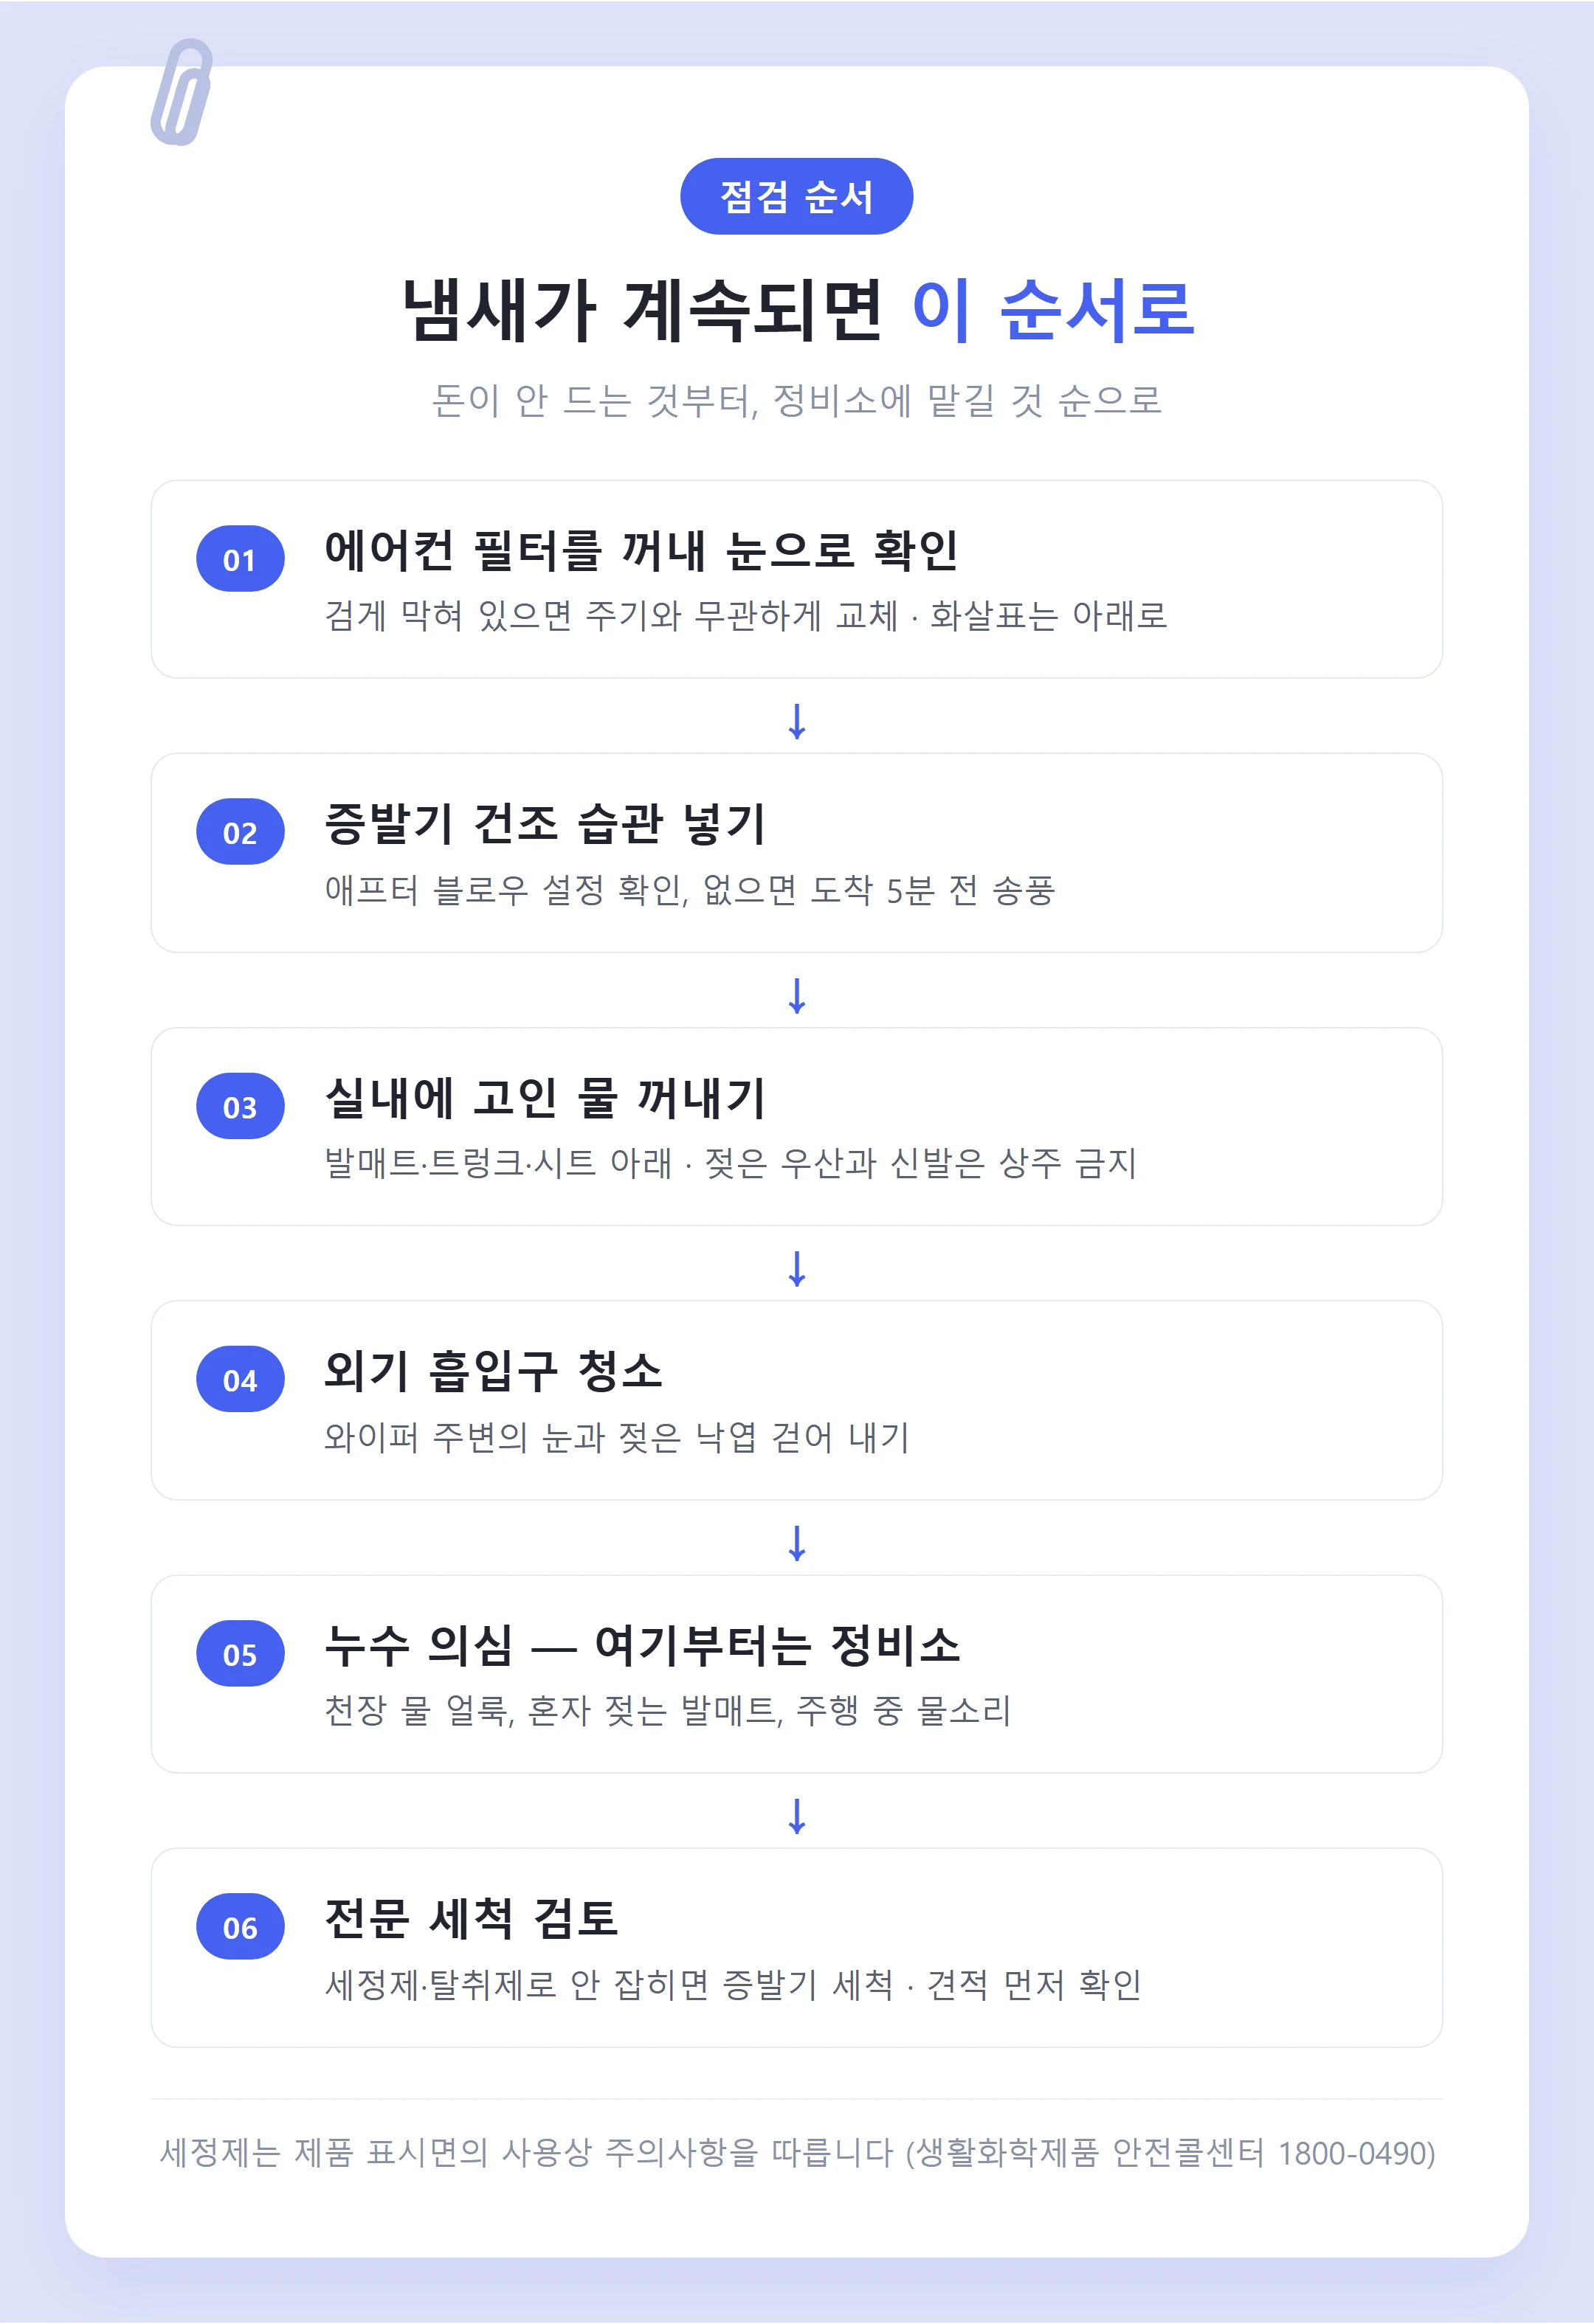 점검 순서
냄새가 계속되면 이 순서로
돈이 안 드는 것부터, 정비소에 맡길 것 순으로
01
에어컨 필터를 꺼내 눈으로 확인
검게 막혀 있으면 주기와 무관하게 교체 · 화살표는 아래로
↓
02
증발기 건조 습관 넣기
애프터 블로우 설정 확인, 없으면 도착 5분 전 송풍
↓
03
실내에 고인 물 꺼내기
발매트·트렁크·시트 아래 · 젖은 우산과 신발은 상주 금지
↓
04
외기 흡입구 청소
와이퍼 주변의 눈과 젖은 낙엽 걷어 내기
↓
05
누수 의심 — 여기부터는 정비소
천장 물 얼룩, 혼자 젖는 발매트, 주행 중 물소리
↓
06
전문 세척 검토
세정제·탈취제로 안 잡히면 증발기 세척 · 견적 먼저 확인
세정제는 제품 표시면의 사용상 주의사항을 따릅니다 (생활화학제품 안전콜센터 1800-0490)